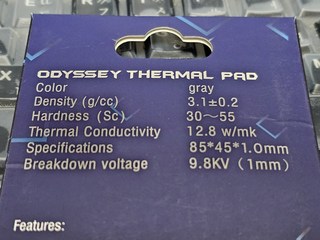 ODYSSEY THERMAL PAD
Color gray
Density (g/cc) 3.1±0.2
Hardness (Sc) 30～55
Thermal Conductivity 12.8 w/mk
Specifications 85*45*1.0mm
Breakdown voltage 9.8KV (1mm)
Features: